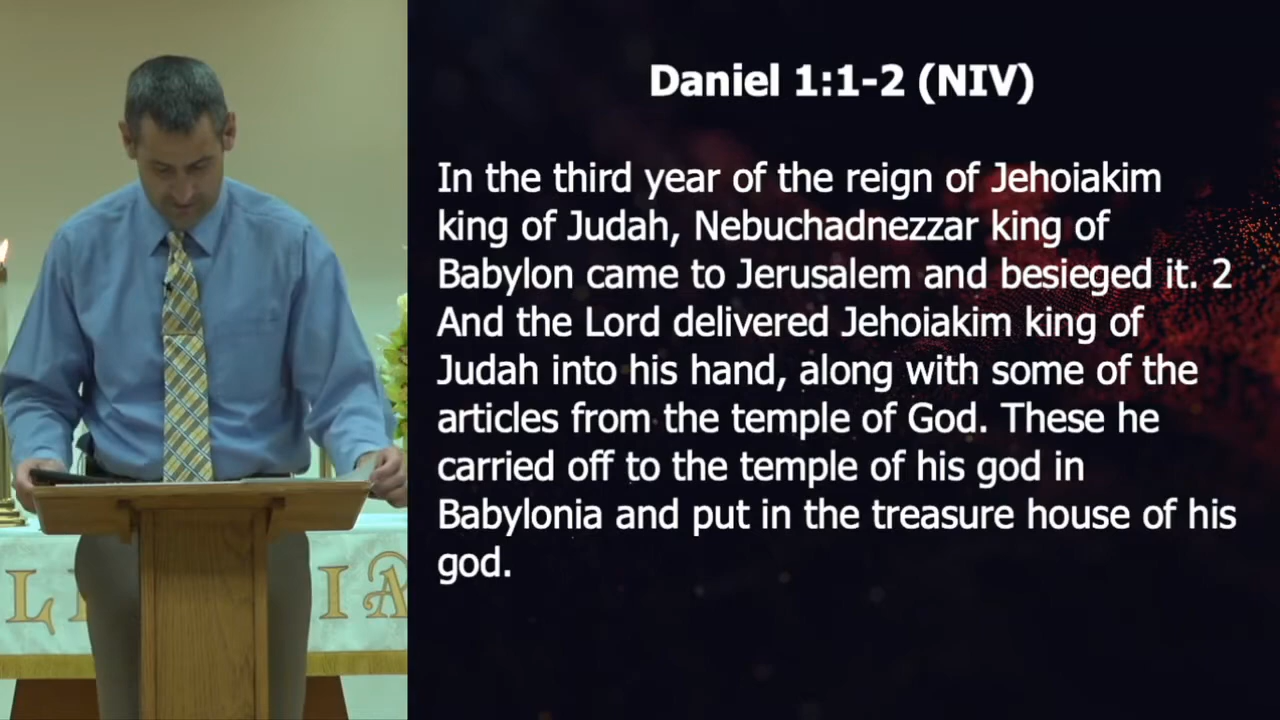 Daniel 1:1-2 (NIV)
In the third year of the reign of Jehoiakim
king of Judah, Nebuchadnezzar king of
Babylon came to Jerusalem and besieged it. 2
And the Lord delivered Jehoiakim king of
Judah into his hand, along with some of the
articles from the temple of God. These he
carried off to the temple of his god in
Babylonia and put in the treasure house of his
god.